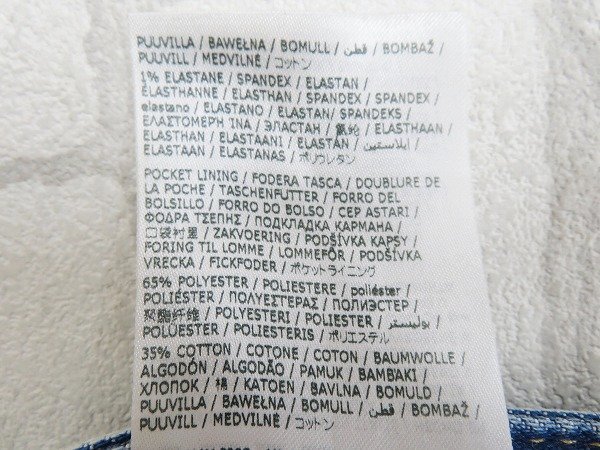 PUUVILLA / BAWEŁNA / BOMULL / قطن / BOMBAŽ /
PUUVILL / MEDVILNĖ / コットン
1% ELASTANE / SPANDEX / ELASTAN /
ÉLASTHANNE / ELASTHAN / SPANDEX / SPANDEX /
elastano / ELASTANO / ELASTAN/ SPANDEKS /
ΕΛΑΣΤΟΜΕΡΗ ΊΝΑ / ЭЛАСТАН / 氨纶 / ELASTHAAN /
ELASTHAN / ELASTAANI / ELASTAN / إيلاستين /
ELASTAAN / ELASTANAS / ポリウレタン
POCKET LINING / FODERA TASCA / DOUBLURE DE
LA POCHE / TASCHENFUTTER / FORRO DEL
BOLSILLO / FORRO DO BOLSO / CEP ASTARI /
ΦΟΔΡΑ ΤΣΕΠΗΣ / ПОДКЛАДКА КАРМАНА /
口袋衬里 / ZAKVOERING / PODŠÍVKA KAPSY /
FORING TIL LOMME / LOMMEFÔR / PODŠÍVKA
VRECKA / FICKFODER / ポケットライニング
65% POLYESTER / POLIESTERE / poliéster /
POLIÉSTER / ΠΟΛΥΕΣΤΕΡΑΣ / ПОЛИЭСТЕР /
聚酯纤维 / POLYESTERI / POLIESTER / بوليستر /
POLÜESTER / POLIESTERIS / ポリエステル
35% COTTON / COTONE / COTON / BAUMWOLLE /
ALGODÓN / ALGODÃO / PAMUK / ΒΑΜΒΑΚΙ /
ХЛОПОК / 棉 / KATOEN / BAVLNA / BOMULD /
PUUVILLA / BAWEŁNA / BOMULL / قطن / BOMBAŽ /
PUUVILL / MEDVILNĖ / コットン